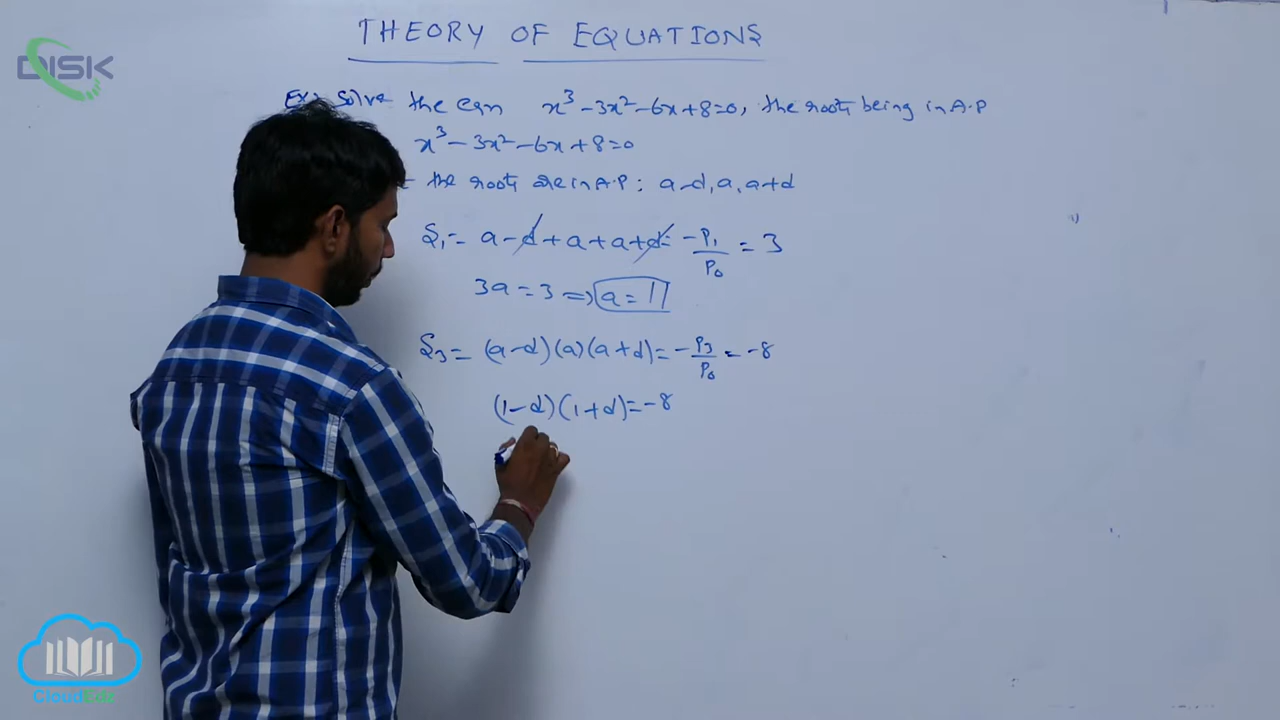 THEORY OF EQUATIONS
DISK
Ex: Solve the eqn x³-3x²-6x+8=0, the roots being in A.P
x³-3x²-6x+8=0
the roots are in A.P: a-d, a, a+d
S₁= a-d+a+a+d= -P₁/P₀ = 3
3a=3 => a=1
S₃= (a-d)(a)(a+d)= -P₃/P₀ = -8
(1-d)(1+d)=-8
CloudEdz